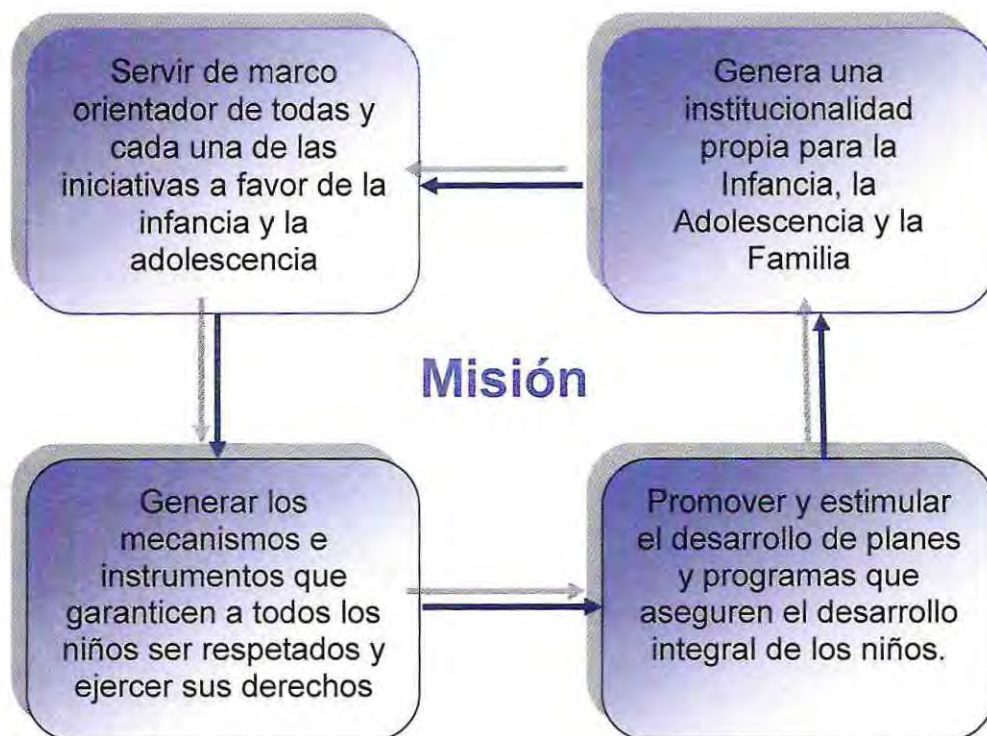 Servir de marco
orientador de todas y
cada una de las
iniciativas a favor de la
infancia y la
adolescencia
Genera una
institucionalidad
propia para la
Infancia, la
Adolescencia y la
Familia
Misión
Generar los
mecanismos e
instrumentos que
garanticen a todos los
niños ser respetados y
ejercer sus derechos
Promover y estimular
el desarrollo de planes
y programas que
aseguren el desarrollo
integral de los niños.